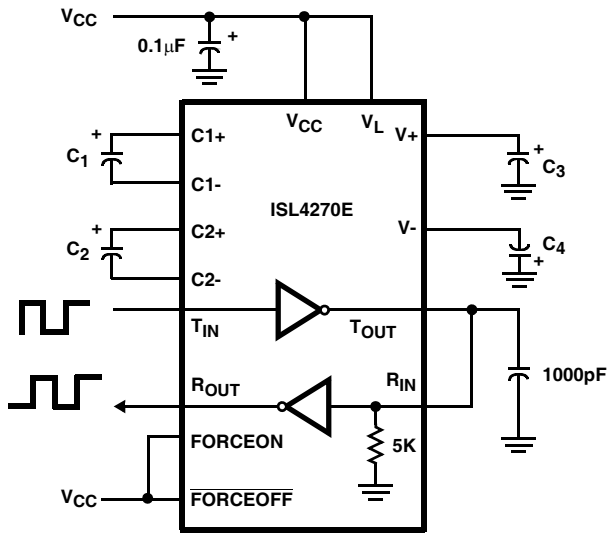 VCC
0.1µF +
VCC VL
+ C1 C1+ V+ + C3
C1-
ISL4270E
+ C2 C2+ V- C4 +
C2-
TIN TOUT
1000pF
ROUT RIN
FORCEON 5K
VCC FORCEOFF